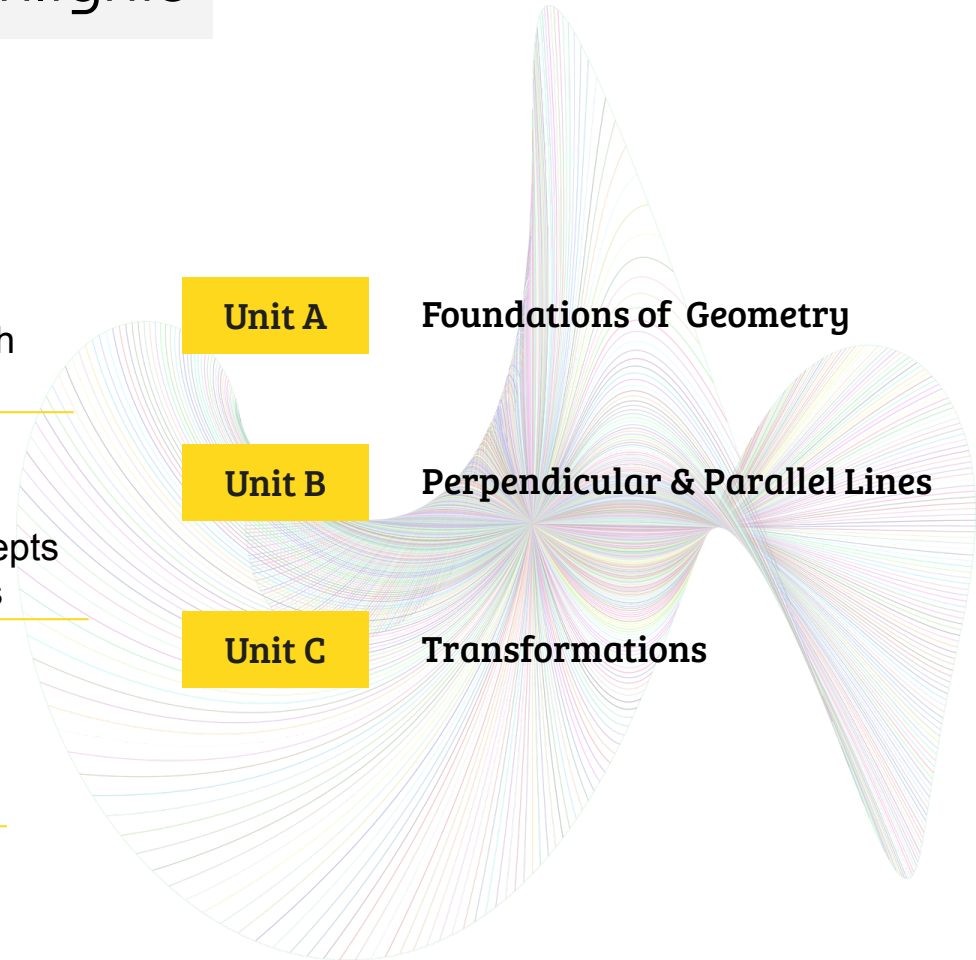 Unit A
Foundations of Geometry
Unit B
Perpendicular & Parallel Lines
Unit C
Transformations